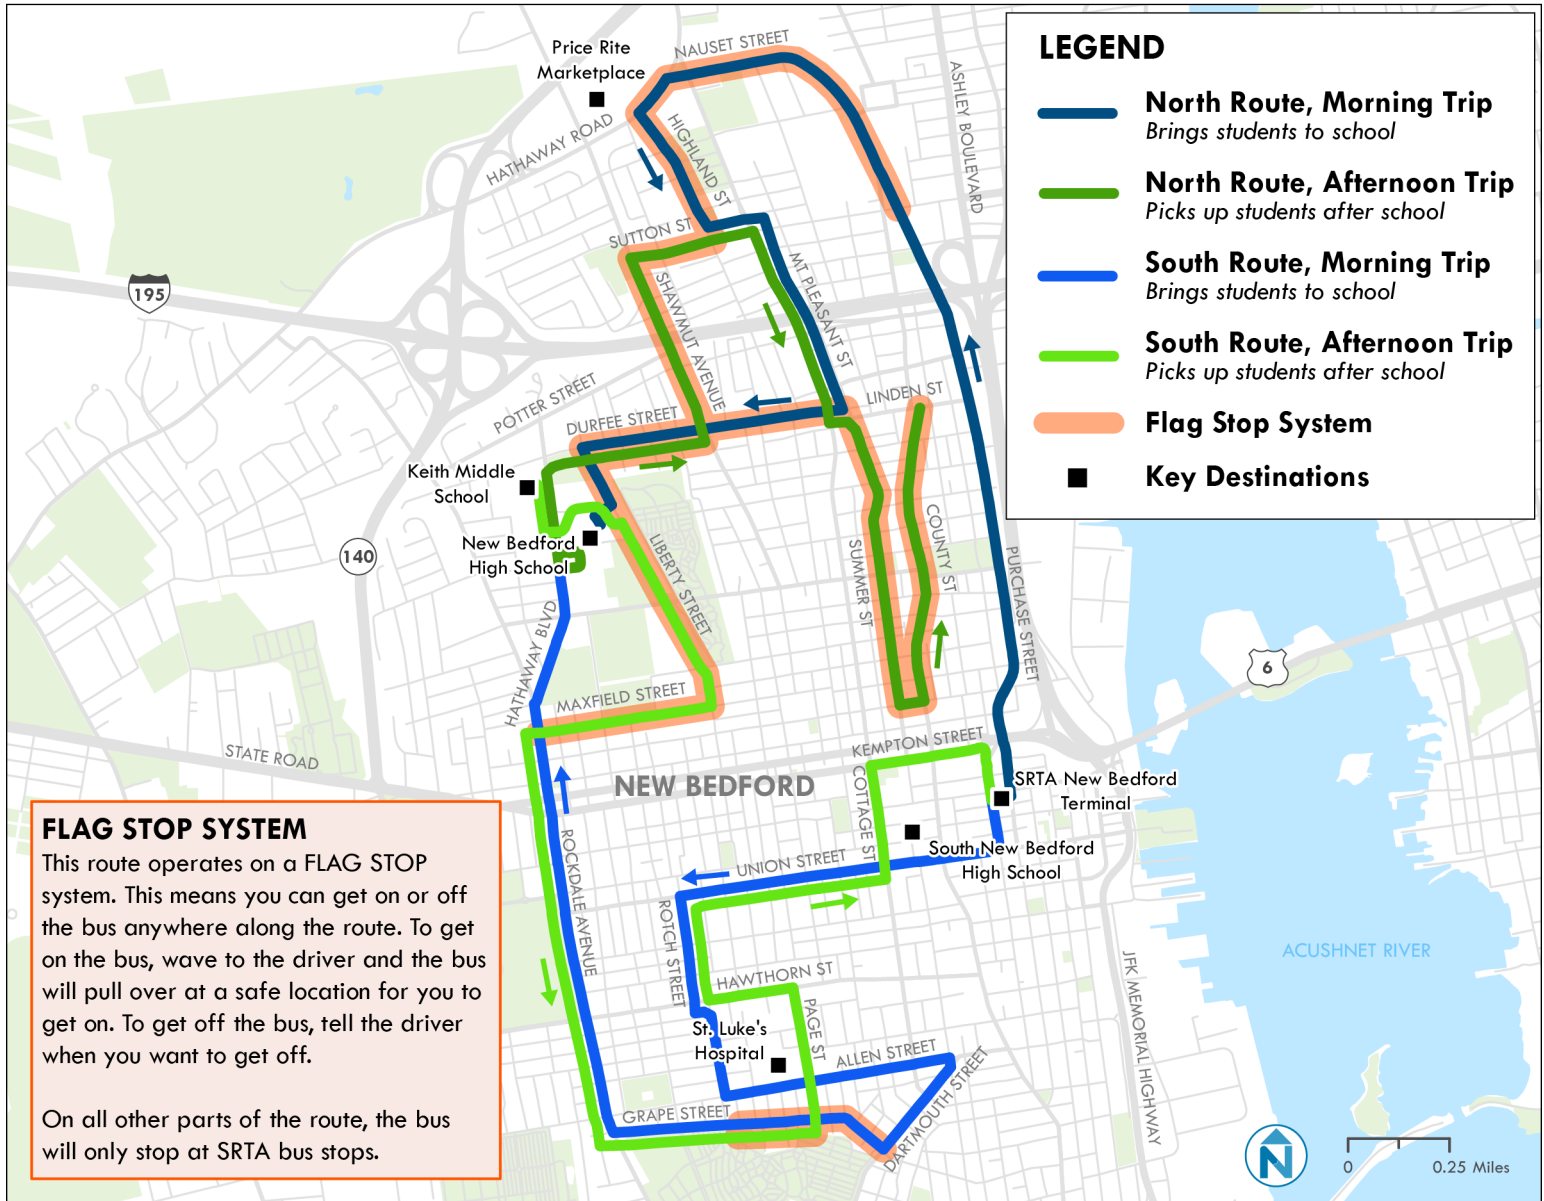 NAUSET STREET
Price Rite
Marketplace
HATHAWAY ROAD
HIGHLAND ST
ASHLEY BOULEVARD
SUTTON ST
195
SHAWMUT AVENUE
MT PLEASANT ST
POTTER STREET
DURFEE STREET
LINDEN ST
Keith Middle
School
New Bedford
High School
140
LIBERTY STREET
SUMMER ST
COUNTY ST
PURCHASE STREET
HATHAWAY BLVD
MAXFIELD STREET
6
STATE ROAD
KEMPTON STREET
NEW BEDFORD
COTTAGE ST
SRTA New Bedford
Terminal
South New Bedford
High School
UNION STREET
ROCKDALE AVENUE
ROTCH STREET
HAWTHORN ST
PAGE ST
St. Luke's
Hospital
ALLEN STREET
GRAPE STREET
DARTMOUTH STREET
JFK MEMORIAL HIGHWAY
ACUSHNET RIVER
LEGEND
North Route, Morning Trip
Brings students to school
North Route, Afternoon Trip
Picks up students after school
South Route, Morning Trip
Brings students to school
South Route, Afternoon Trip
Picks up students after school
Flag Stop System
Key Destinations
FLAG STOP SYSTEM
This route operates on a FLAG STOP
system. This means you can get on or off
the bus anywhere along the route. To get
on the bus, wave to the driver and the bus
will pull over at a safe location for you to
get on. To get off the bus, tell the driver
when you want to get off.
On all other parts of the route, the bus
will only stop at SRTA bus stops.
N
0 0.25 Miles